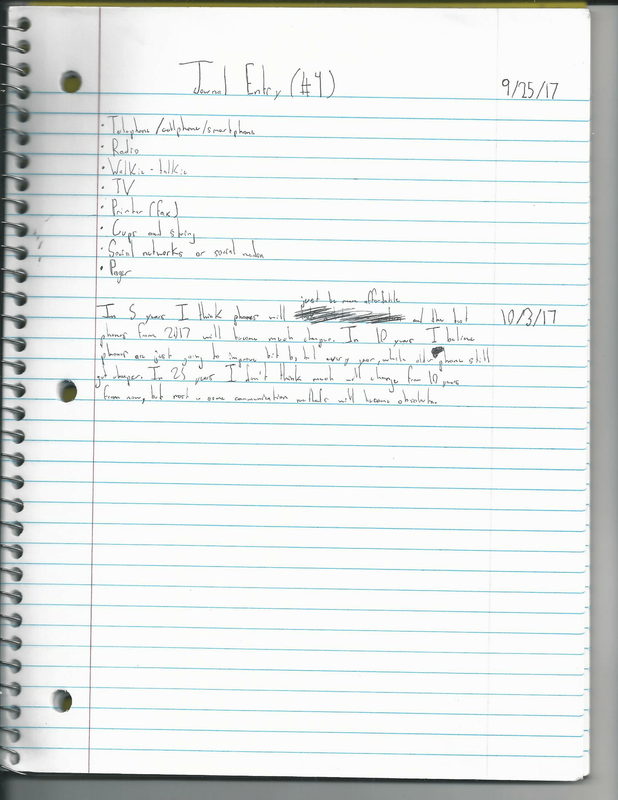 Journal Entry (#4)
9/25/17
• Telephone/cellphone/smartphone
• Radio
• Walkie-talkie
• TV
• Printer (fax)
• Cups and string
• Social networks or social media
• Pager
just be more affordable
In 5 years I think phones will and the best 10/3/17
phones from 2017 will become much cheaper. In 10 years I believe
phones are just going to improve bit by bit every year, while older phone still
get cheaper. In 25 years I don't think much will change from 10 years
from now, but most or some communication methods will become